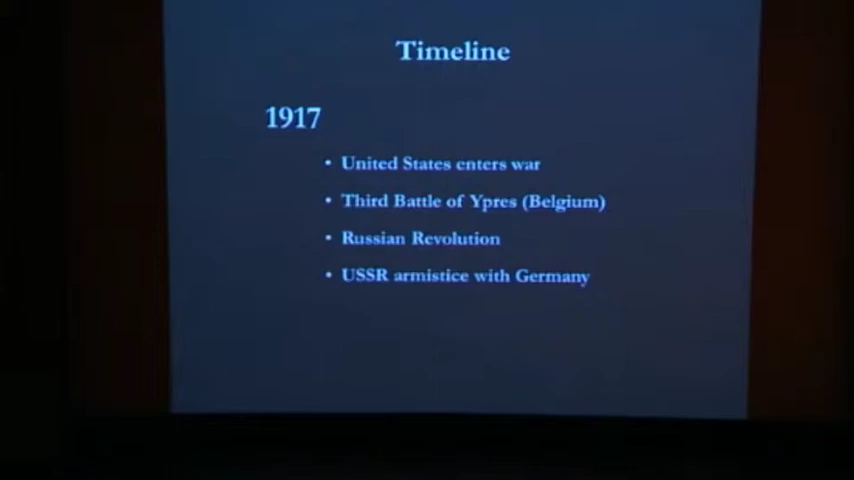 Timeline
1917
• United States enters war
• Third Battle of Ypres (Belgium)
• Russian Revolution
• USSR armistice with Germany